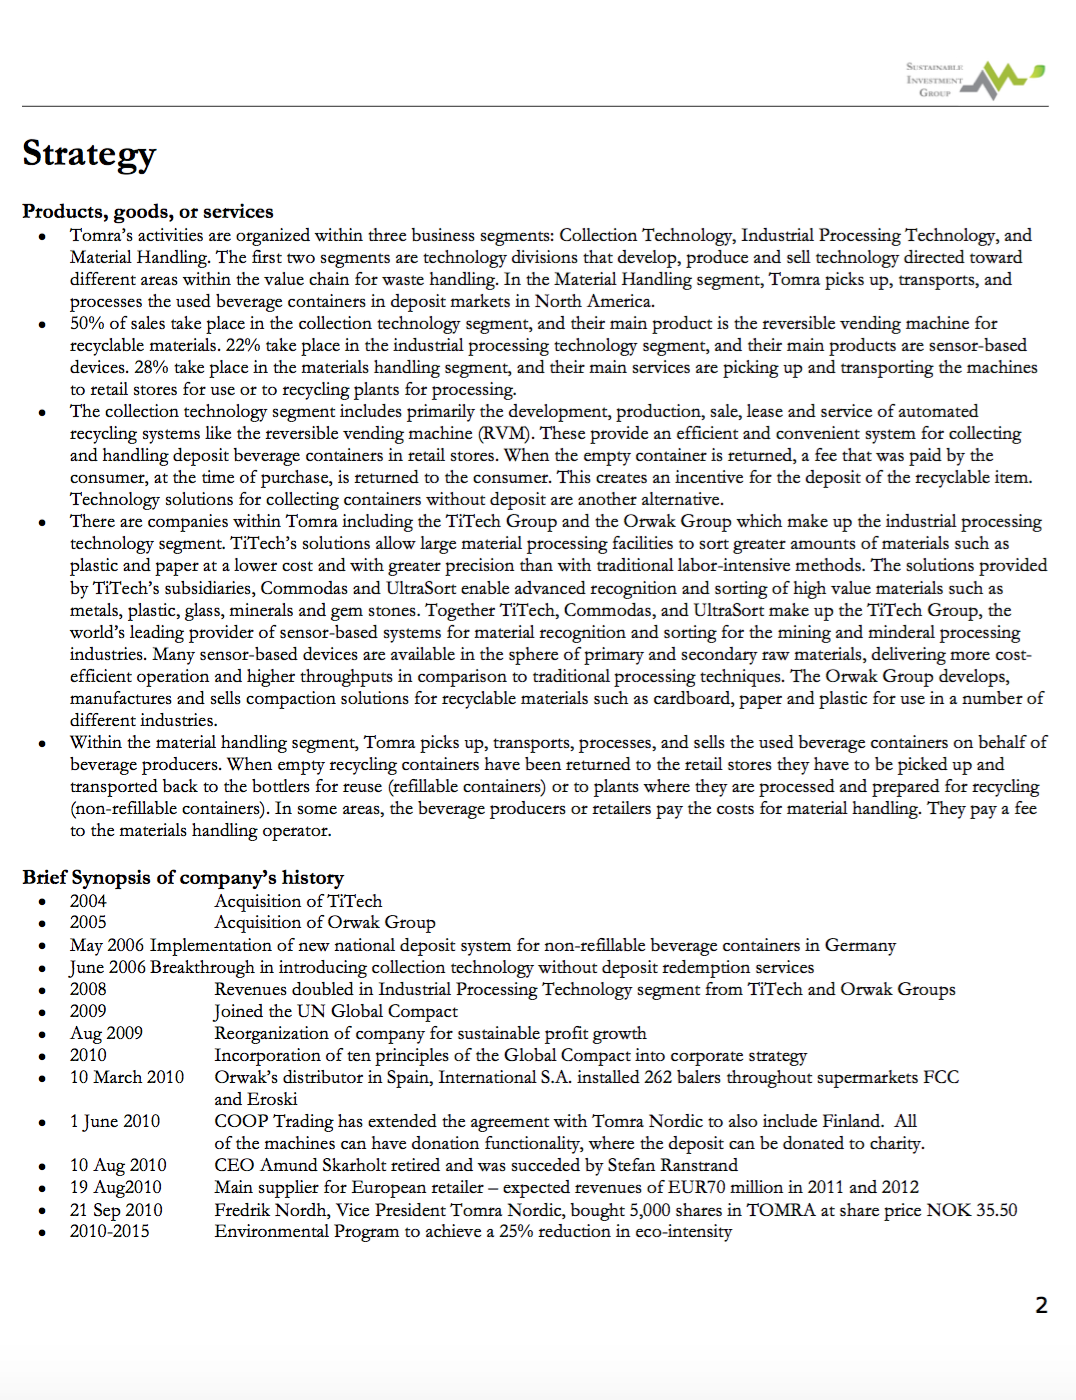 SUSTAINABLE
INVESTMENT
GROUP
Strategy
Products, goods, or services
• Tomra's activities are organized within three business segments: Collection Technology, Industrial Processing Technology, and
Material Handling. The first two segments are technology divisions that develop, produce and sell technology directed toward
different areas within the value chain for waste handling. In the Material Handling segment, Tomra picks up, transports, and
processes the used beverage containers in deposit markets in North America.
• 50% of sales take place in the collection technology segment, and their main product is the reversible vending machine for
recyclable materials. 22% take place in the industrial processing technology segment, and their main products are sensor-based
devices. 28% take place in the materials handling segment, and their main services are picking up and transporting the machines
to retail stores for use or to recycling plants for processing.
• The collection technology segment includes primarily the development, production, sale, lease and service of automated
recycling systems like the reversible vending machine (RVM). These provide an efficient and convenient system for collecting
and handling deposit beverage containers in retail stores. When the empty container is returned, a fee that was paid by the
consumer, at the time of purchase, is returned to the consumer. This creates an incentive for the deposit of the recyclable item.
Technology solutions for collecting containers without deposit are another alternative.
• There are companies within Tomra including the TiTech Group and the Orwak Group which make up the industrial processing
technology segment. TiTech's solutions allow large material processing facilities to sort greater amounts of materials such as
plastic and paper at a lower cost and with greater precision than with traditional labor-intensive methods. The solutions provided
by TiTech's subsidiaries, Commodas and UltraSort enable advanced recognition and sorting of high value materials such as
metals, plastic, glass, minerals and gem stones. Together TiTech, Commodas, and UltraSort make up the TiTech Group, the
world's leading provider of sensor-based systems for material recognition and sorting for the mining and minderal processing
industries. Many sensor-based devices are available in the sphere of primary and secondary raw materials, delivering more cost-
efficient operation and higher throughputs in comparison to traditional processing techniques. The Orwak Group develops,
manufactures and sells compaction solutions for recyclable materials such as cardboard, paper and plastic for use in a number of
different industries.
• Within the material handling segment, Tomra picks up, transports, processes, and sells the used beverage containers on behalf of
beverage producers. When empty recycling containers have been returned to the retail stores they have to be picked up and
transported back to the bottlers for reuse (refillable containers) or to plants where they are processed and prepared for recycling
(non-refillable containers). In some areas, the beverage producers or retailers pay the costs for material handling. They pay a fee
to the materials handling operator.
Brief Synopsis of company's history
• 2004 Acquisition of TiTech
• 2005 Acquisition of Orwak Group
• May 2006 Implementation of new national deposit system for non-refillable beverage containers in Germany
• June 2006 Breakthrough in introducing collection technology without deposit redemption services
• 2008 Revenues doubled in Industrial Processing Technology segment from TiTech and Orwak Groups
• 2009 Joined the UN Global Compact
• Aug 2009 Reorganization of company for sustainable profit growth
• 2010 Incorporation of ten principles of the Global Compact into corporate strategy
• 10 March 2010 Orwak's distributor in Spain, International S.A. installed 262 balers throughout supermarkets FCC
and Eroski
• 1 June 2010 COOP Trading has extended the agreement with Tomra Nordic to also include Finland. All
of the machines can have donation functionality, where the deposit can be donated to charity.
• 10 Aug 2010 CEO Amund Skarholt retired and was succeded by Stefan Ranstrand
• 19 Aug2010 Main supplier for European retailer – expected revenues of EUR70 million in 2011 and 2012
• 21 Sep 2010 Fredrik Nordh, Vice President Tomra Nordic, bought 5,000 shares in TOMRA at share price NOK 35.50
• 2010-2015 Environmental Program to achieve a 25% reduction in eco-intensity
2